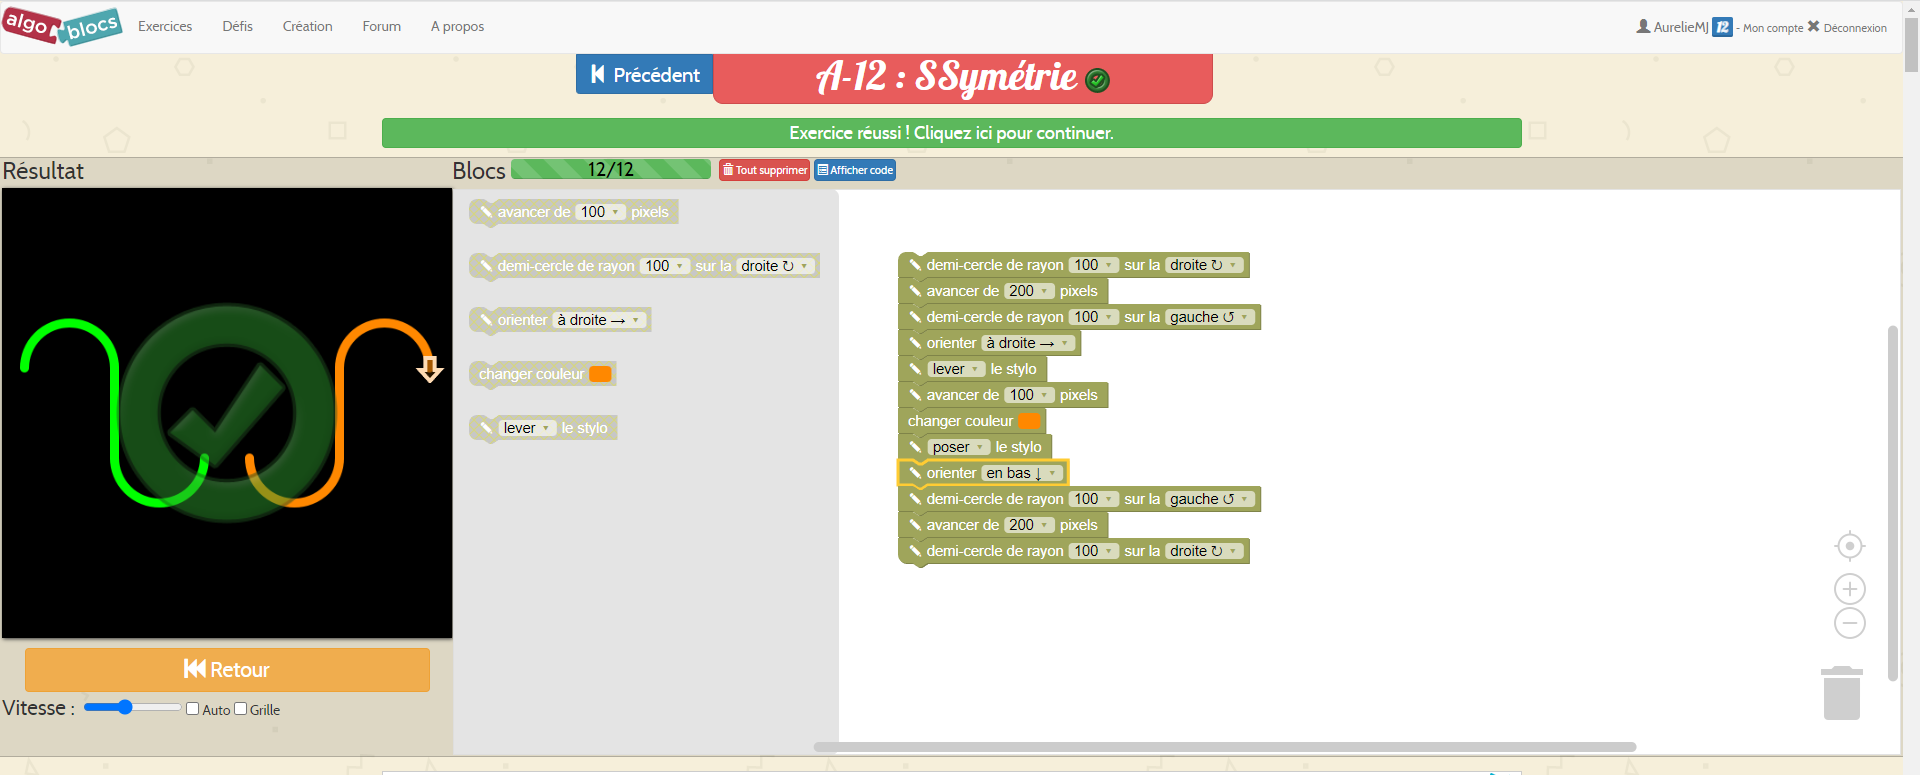 algo blocs Exercices Défis Création Forum A propos AurelieMJ 12 - Mon compte ✖ Déconnexion
Précédent A-12 : SSymétrie
Exercice réussi ! Cliquez ici pour continuer.
Résultat Blocs 12/12 Tout supprimer Afficher code
avancer de 100 pixels
demi-cercle de rayon 100 sur la droite ↻
orienter à droite →
changer couleur
lever le stylo
demi-cercle de rayon 100 sur la droite ↻
avancer de 200 pixels
demi-cercle de rayon 100 sur la gauche ↺
orienter à droite →
lever le stylo
avancer de 100 pixels
changer couleur
poser le stylo
orienter en bas ↓
demi-cercle de rayon 100 sur la gauche ↺
avancer de 200 pixels
demi-cercle de rayon 100 sur la droite ↻
Retour
Vitesse : Auto Grille